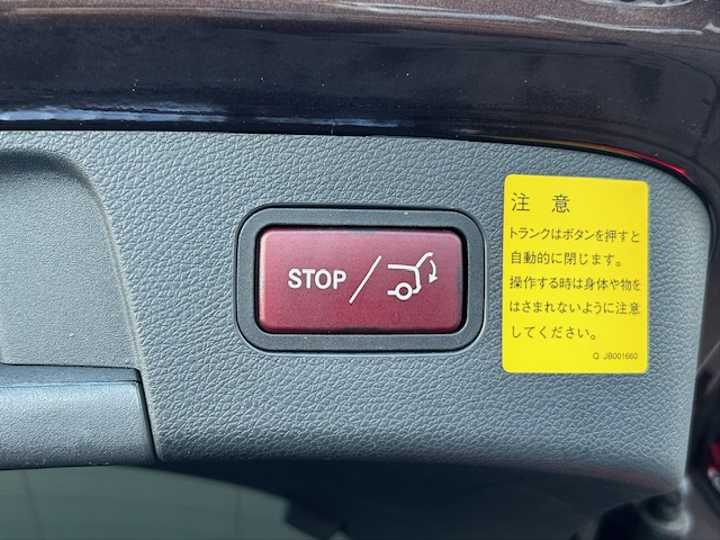 STOP /
注 意
トランクはボタンを押すと
自動的に閉じます。
操作する時は身体や物を
はさまれないように注意
してください。
Q JB001660